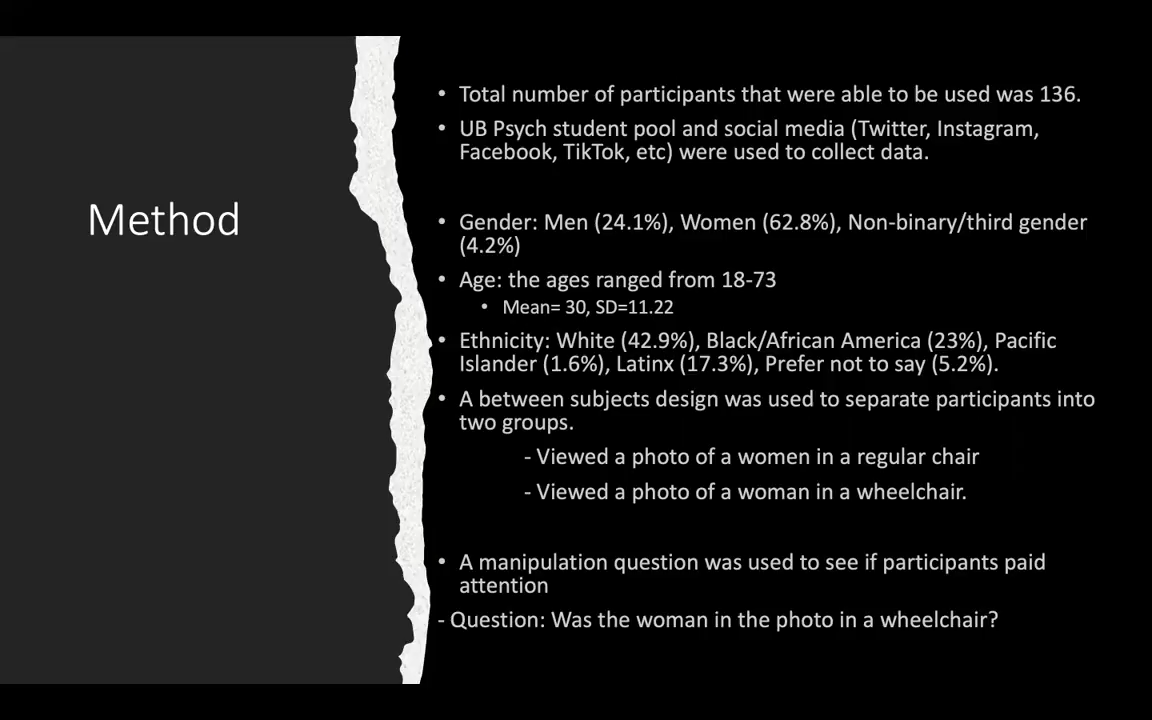 Method
• Total number of participants that were able to be used was 136.
• UB Psych student pool and social media (Twitter, Instagram,
Facebook, TikTok, etc) were used to collect data.
• Gender: Men (24.1%), Women (62.8%), Non-binary/third gender
(4.2%)
• Age: the ages ranged from 18-73
• Mean= 30, SD=11.22
• Ethnicity: White (42.9%), Black/African America (23%), Pacific
Islander (1.6%), Latinx (17.3%), Prefer not to say (5.2%).
• A between subjects design was used to separate participants into
two groups.
- Viewed a photo of a women in a regular chair
- Viewed a photo of a woman in a wheelchair.
• A manipulation question was used to see if participants paid
attention
- Question: Was the woman in the photo in a wheelchair?